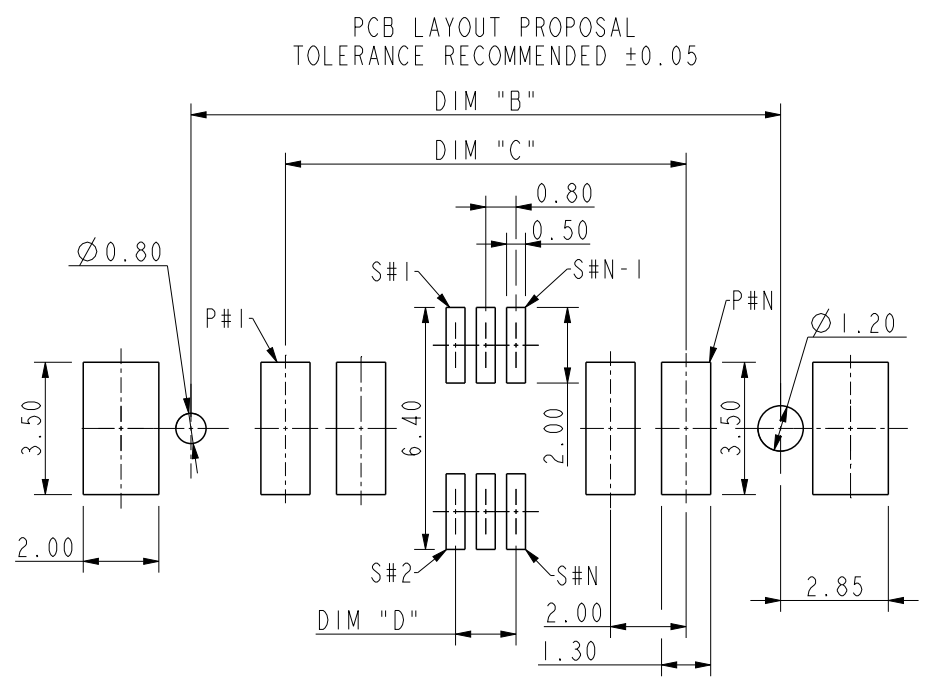 PCB LAYOUT PROPOSAL
TOLERANCE RECOMMENDED ±0.05
DIM "B"
DIM "C"
0.80
0.50
Ø0.80
S#1
S#N-1
P#1
P#N
Ø1.20
3.50
6.40
2.00
3.50
2.00
S#2
S#N
2.85
DIM "D"
2.00
1.30